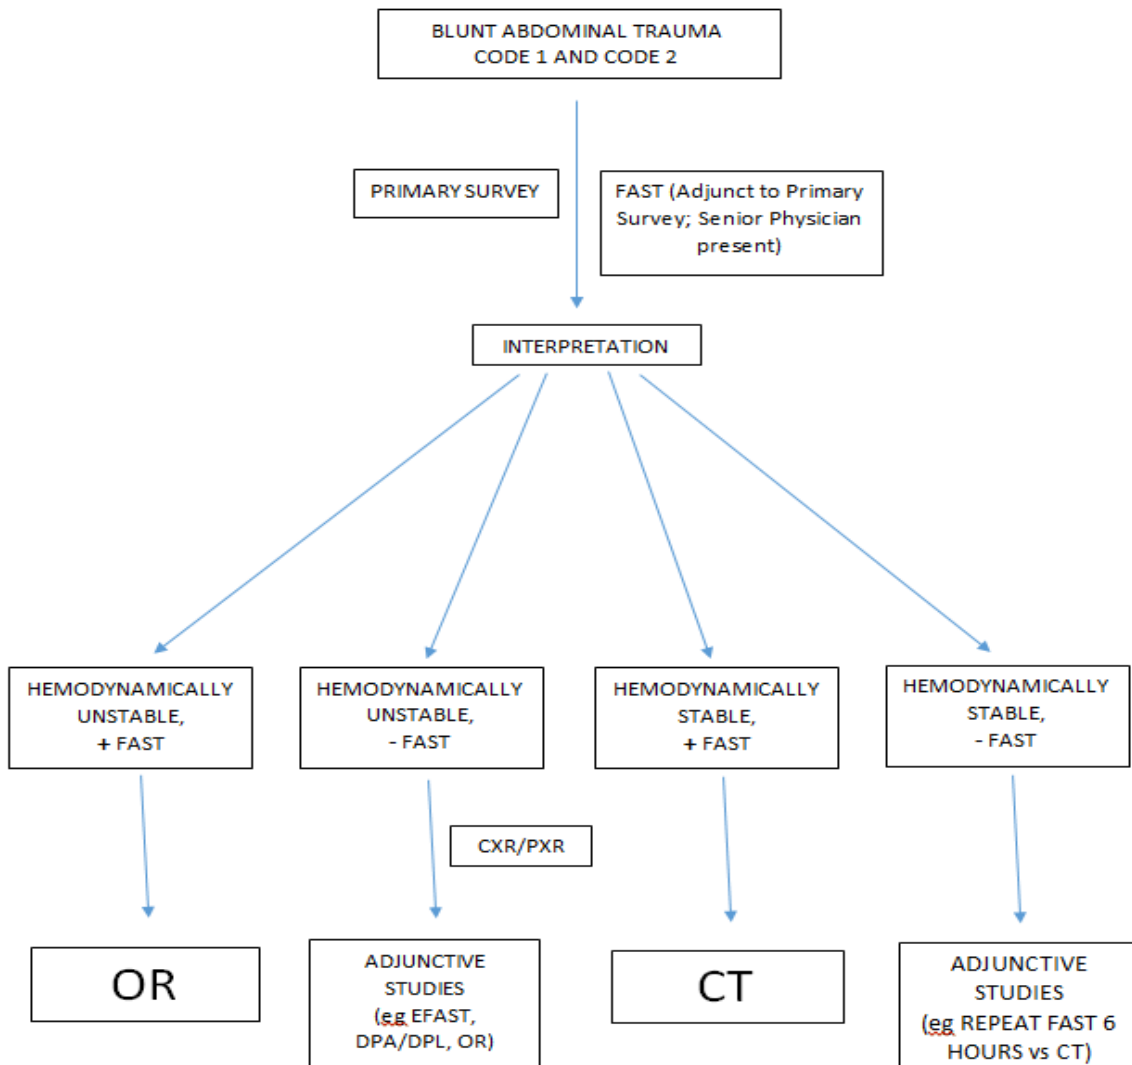 BLUNT ABDOMINAL TRAUMA
CODE 1 AND CODE 2
PRIMARY SURVEY
FAST (Adjunct to Primary
Survey; Senior Physician
present)
INTERPRETATION
HEMODYNAMICALLY
UNSTABLE,
+ FAST
HEMODYNAMICALLY
UNSTABLE,
- FAST
HEMODYNAMICALLY
STABLE,
+ FAST
HEMODYNAMICALLY
STABLE,
- FAST
CXR/PXR
OR
ADJUNCTIVE
STUDIES
(eg EFAST,
DPA/DPL, OR)
CT
ADJUNCTIVE
STUDIES
(eg REPEAT FAST 6
HOURS vs CT)